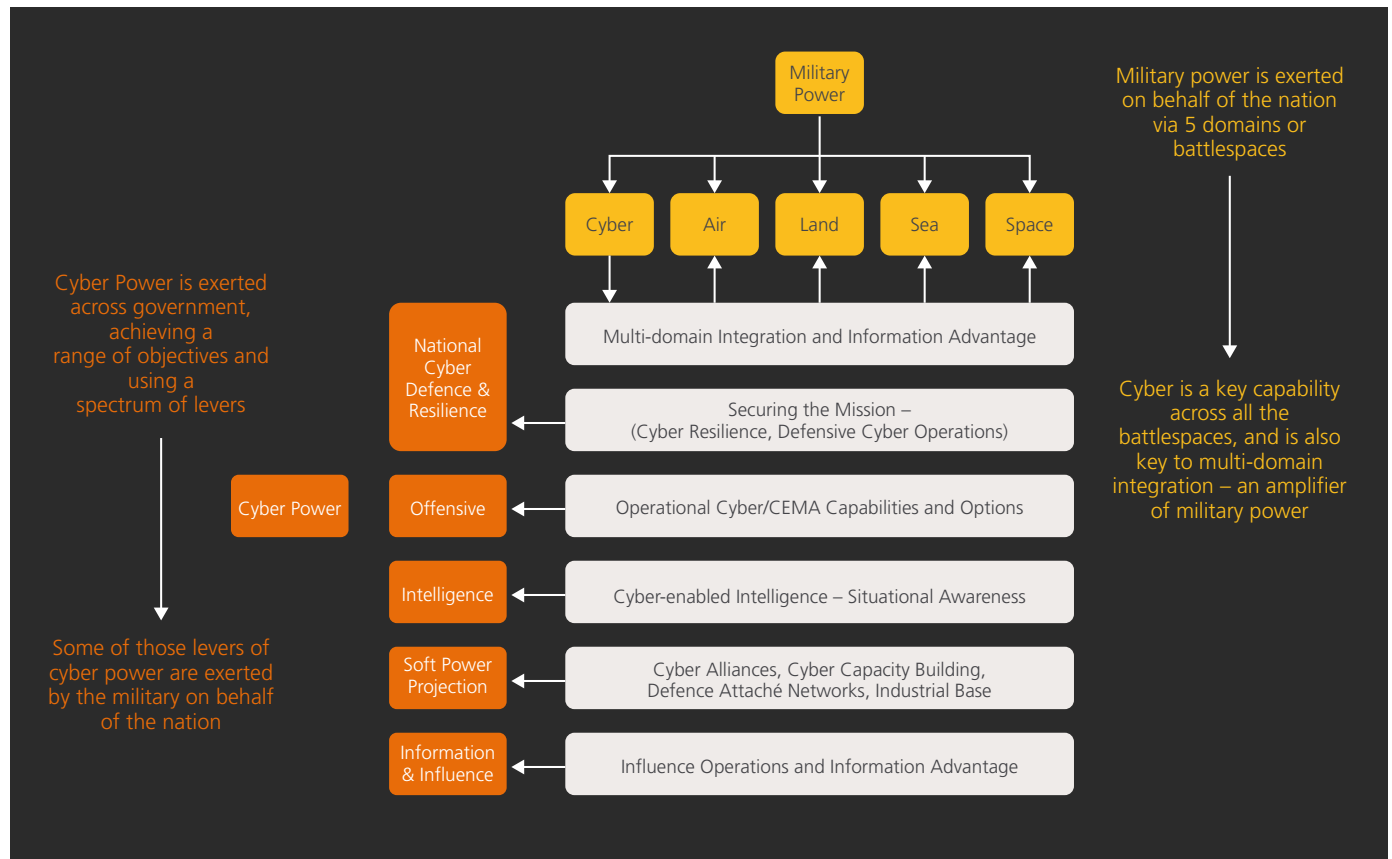 Military
Power
Military power is exerted
on behalf of the nation
via 5 domains or
battlespaces
Cyber
Air
Land
Sea
Space
Cyber Power is exerted
across government,
achieving a
range of objectives and
using a
spectrum of levers
National
Cyber
Defence &
Resilience
Multi-domain Integration and Information Advantage
Securing the Mission –
(Cyber Resilience, Defensive Cyber Operations)
Cyber is a key capability
across all the
battlespaces, and is also
key to multi-domain
integration – an amplifier
of military power
Cyber Power
Offensive
Operational Cyber/CEMA Capabilities and Options
Intelligence
Cyber-enabled Intelligence – Situational Awareness
Some of those levers of
cyber power are exerted
by the military on behalf
of the nation
Soft Power
Projection
Cyber Alliances, Cyber Capacity Building,
Defence Attaché Networks, Industrial Base
Information
& Influence
Influence Operations and Information Advantage